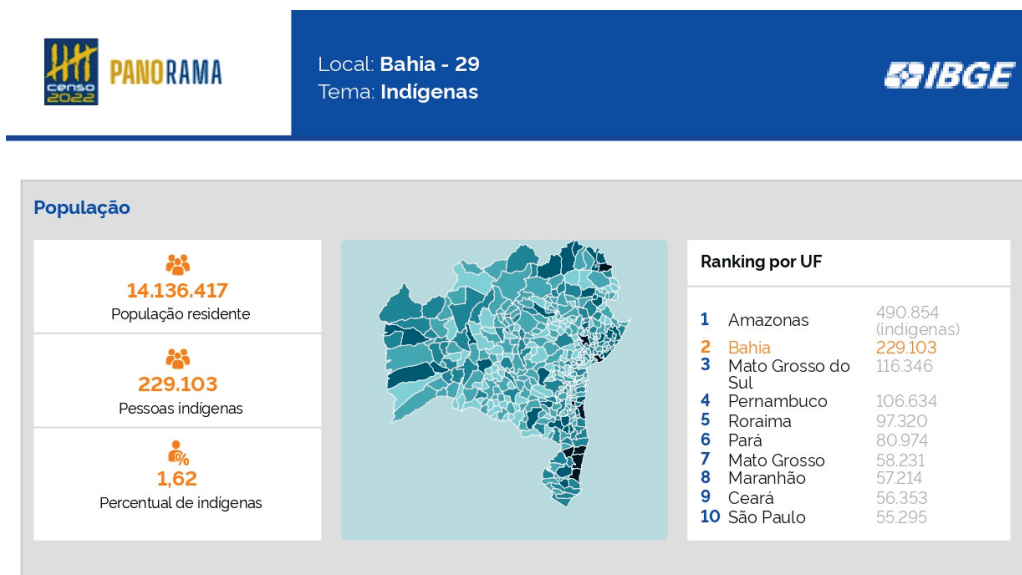 censo
2022
PANORAMA
Local: Bahia - 29
Tema: Indígenas
IBGE
População
14.136.417
População residente
229.103
Pessoas indígenas
%
1,62
Percentual de indígenas
Ranking por UF
1 Amazonas 490.854 (indígenas)
2 Bahia 229.103
3 Mato Grosso do Sul 116.346
4 Pernambuco 106.634
5 Roraima 97.320
6 Pará 80.974
7 Mato Grosso 58.231
8 Maranhão 57.214
9 Ceará 56.353
10 São Paulo 55.295